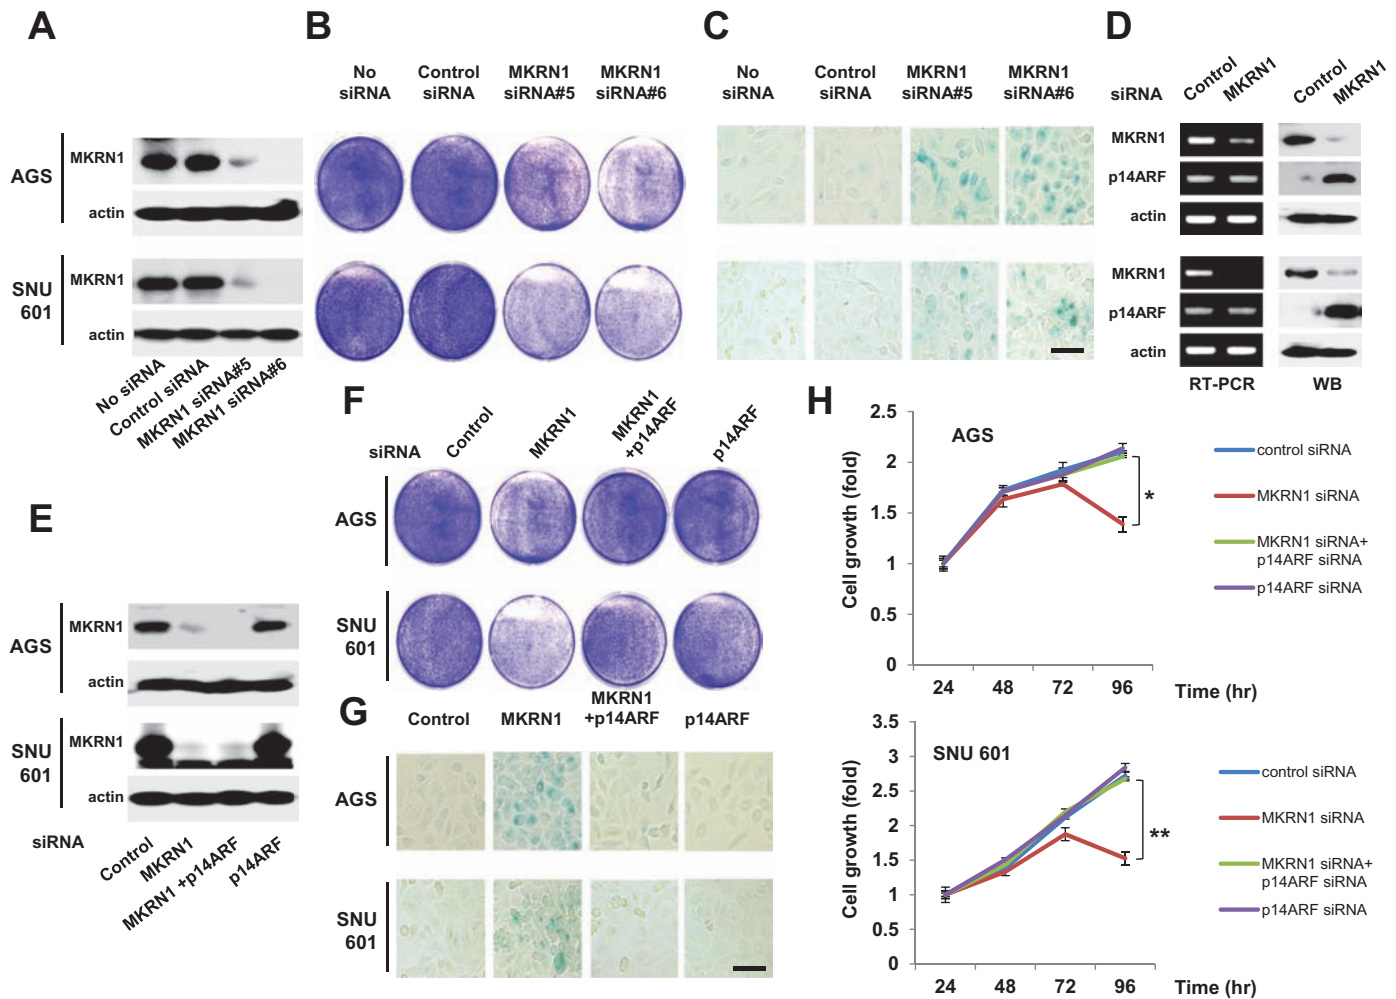 A
AGS
MKRN1
actin
SNU
601
MKRN1
actin
No siRNA
Control siRNA
MKRN1 siRNA#5
MKRN1 siRNA#6
B
No
siRNA
Control
siRNA
MKRN1
siRNA#5
MKRN1
siRNA#6
C
No
siRNA
Control
siRNA
MKRN1
siRNA#5
MKRN1
siRNA#6
D
siRNA
Control
MKRN1
Control
MKRN1
MKRN1
p14ARF
actin
MKRN1
p14ARF
actin
RT-PCR
WB
E
AGS
MKRN1
actin
SNU
601
MKRN1
actin
siRNA
Control
MKRN1
MKRN1 +p14ARF
p14ARF
F
siRNA
Control
MKRN1
MKRN1
+p14ARF
p14ARF
AGS
SNU
601
G
Control
MKRN1
MKRN1
+p14ARF
p14ARF
AGS
SNU
601
H
AGS
Cell growth (fold)
2.5
2
1.5
1
0.5
0
24
48
72
96
Time (hr)
*
control siRNA
MKRN1 siRNA
MKRN1 siRNA+
p14ARF siRNA
p14ARF siRNA
SNU 601
Cell growth (fold)
3.5
3
2.5
2
1.5
1
0.5
0
24
48
72
96
Time (hr)
**
control siRNA
MKRN1 siRNA
MKRN1 siRNA+
p14ARF siRNA
p14ARF siRNA